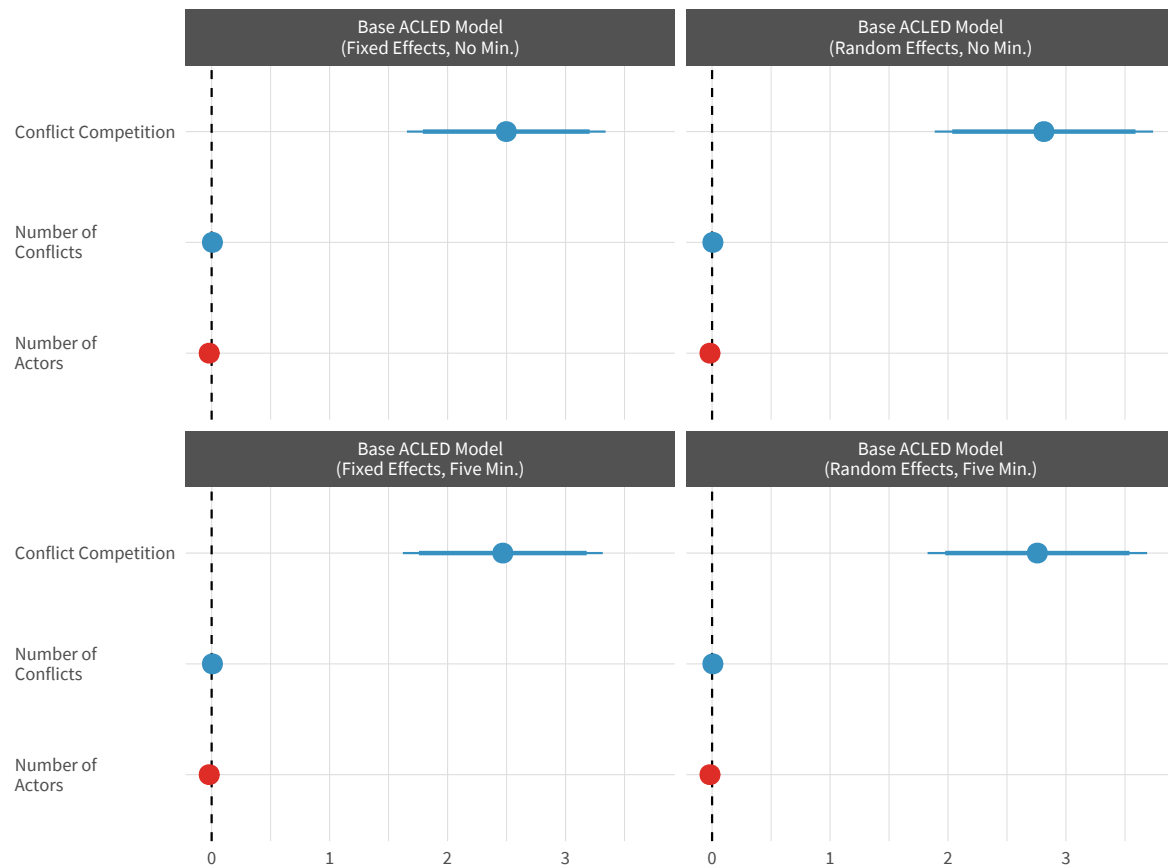 Base ACLED Model
(Fixed Effects, No Min.)
Base ACLED Model
(Random Effects, No Min.)
Conflict Competition
Number of
Conflicts
Number of
Actors
Base ACLED Model
(Fixed Effects, Five Min.)
Base ACLED Model
(Random Effects, Five Min.)
Conflict Competition
Number of
Conflicts
Number of
Actors
0 1 2 3 0 1 2 3